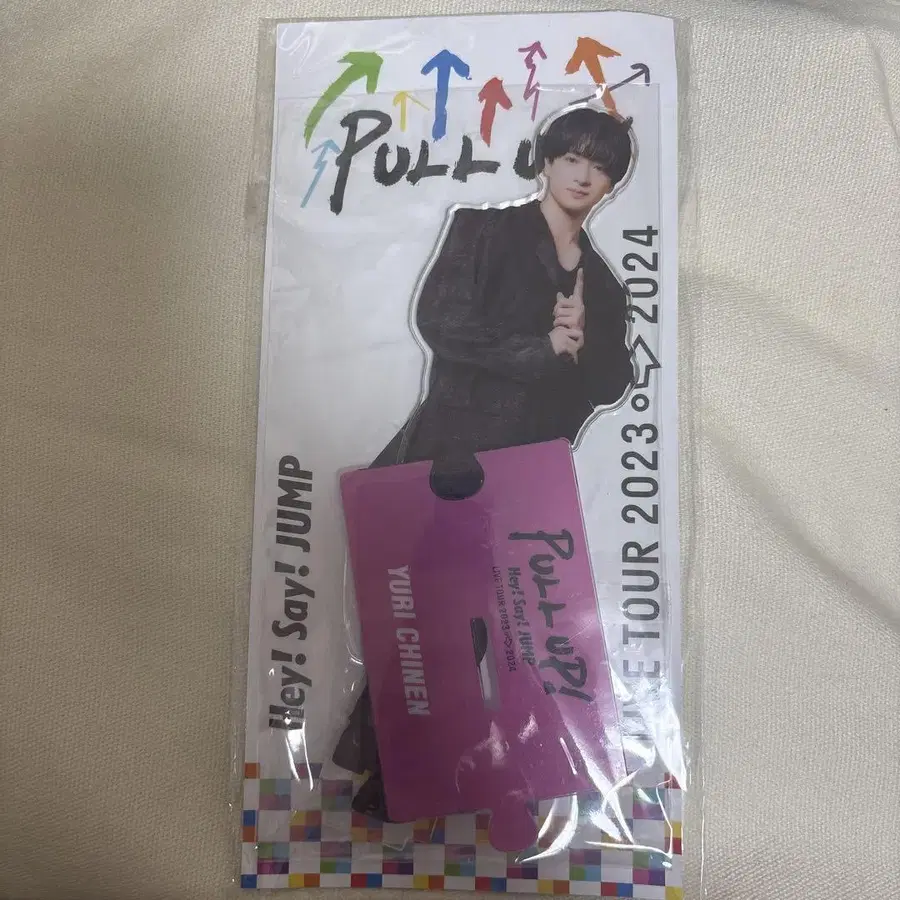 PULL U
Hey! Say! JUMP
LIVE TOUR 2023 2024
PULL UP!
Hey! Say! JUMP
LIVE TOUR 2023 2024
YURI CHINEN